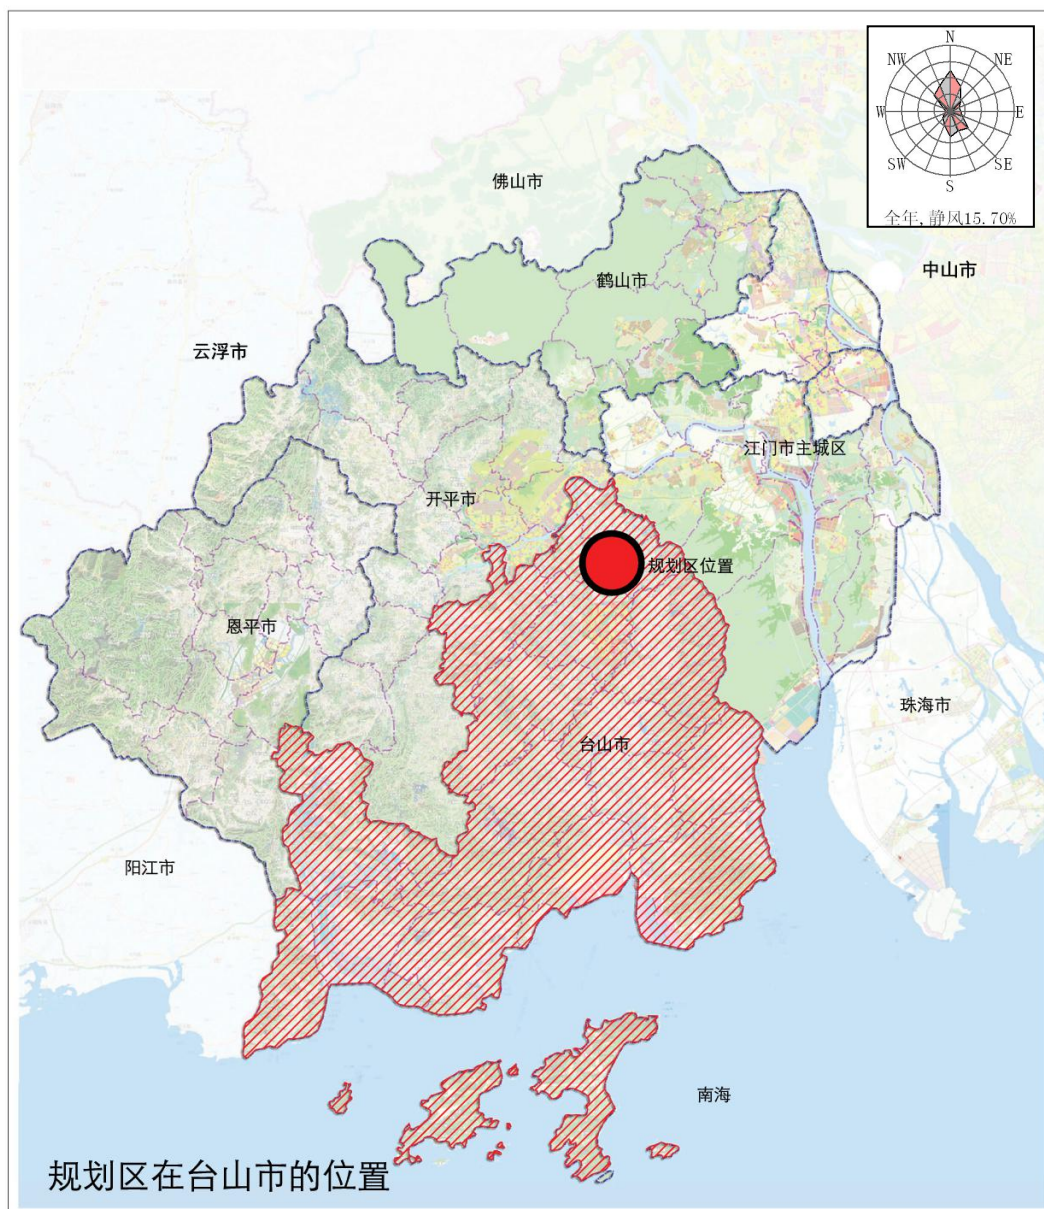 N
NW
NE
W
E
SW
SE
S
全年,静风15.70%
佛山市
中山市
鹤山市
云浮市
江门市主城区
开平市
规划区位置
恩平市
珠海市
台山市
阳江市
南海
规划区在台山市的位置